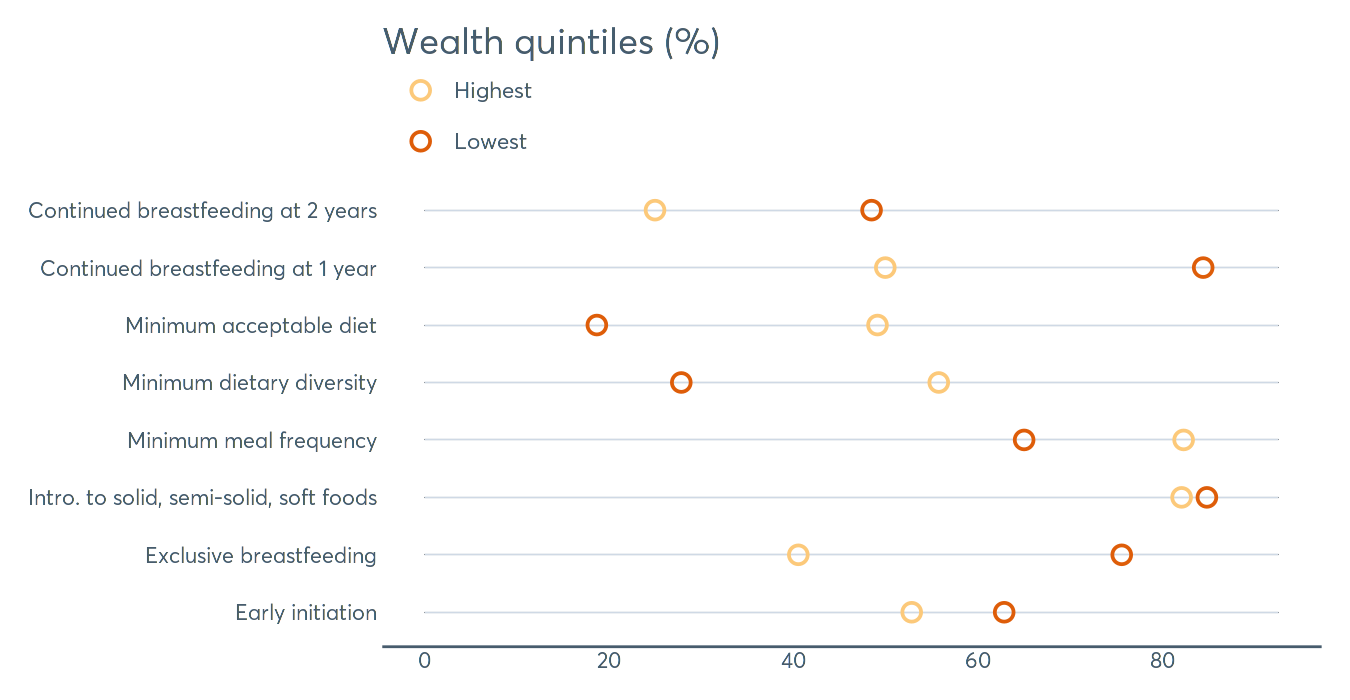 Wealth quintiles (%)
Highest
Lowest
Continued breastfeeding at 2 years
Continued breastfeeding at 1 year
Minimum acceptable diet
Minimum dietary diversity
Minimum meal frequency
Intro. to solid, semi-solid, soft foods
Exclusive breastfeeding
Early initiation
0 20 40 60 80